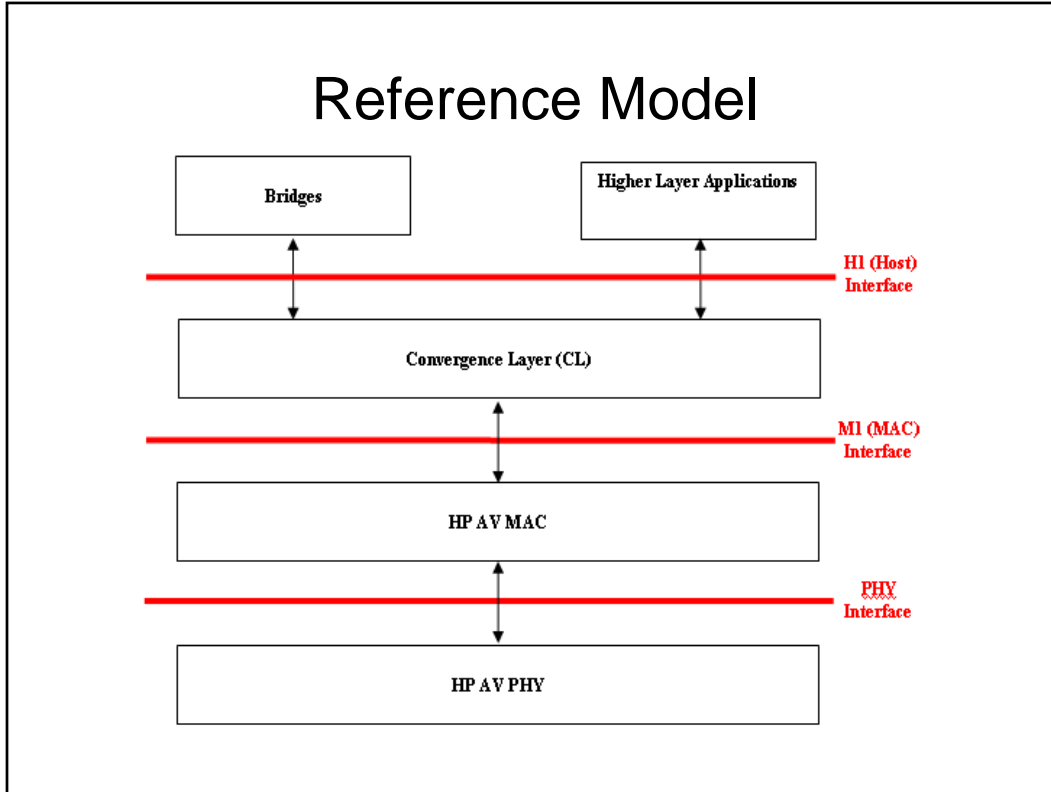 Reference Model
Bridges
Higher Layer Applications
H1 (Host)
Interface
Convergence Layer (CL)
M1 (MAC)
Interface
HP AV MAC
PHY
Interface
HP AV PHY